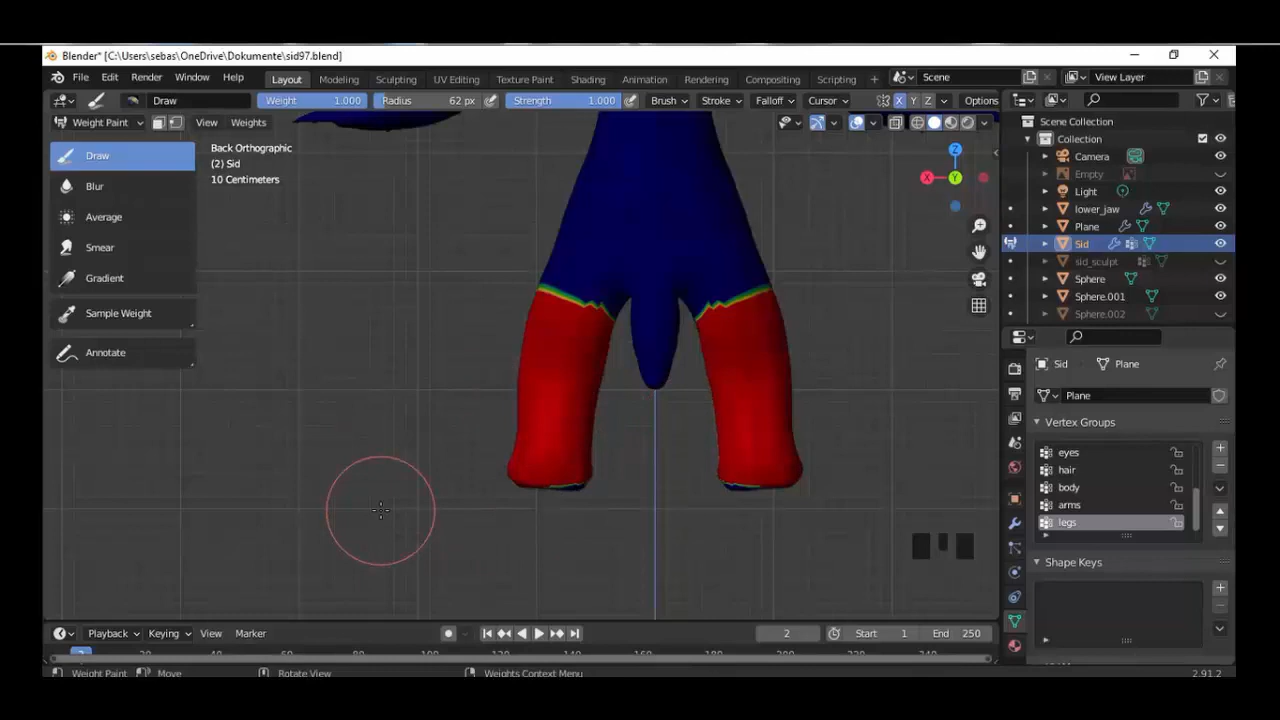 Blender* [C:\Users\sebas\OneDrive\Dokumente\sid97.blend]
File Edit Render Window Help Layout Modeling Sculpting UV Editing Texture Paint Shading Animation Rendering Compositing Scripting + Scene View Layer
Draw Weight 1.000 Radius 62 px Strength 1.000 Brush Stroke Falloff Cursor X Y Z Options
Weight Paint View Weights
Scene Collection
Collection
Camera
Empty
Light
lower_jaw
Plane
Sid
sid_sculpt
Sphere
Sphere.001
Sphere.002
Draw
Blur
Average
Smear
Gradient
Sample Weight
Annotate
Back Orthographic
(2) Sid
10 Centimeters
Z
X Y
Sid Plane
Plane
Vertex Groups
eyes
hair
body
arms
legs
Shape Keys
Playback Keying View Marker 2 Start 1 End 250
Weight Paint Move Rotate View Weights Context Menu 2.91.2